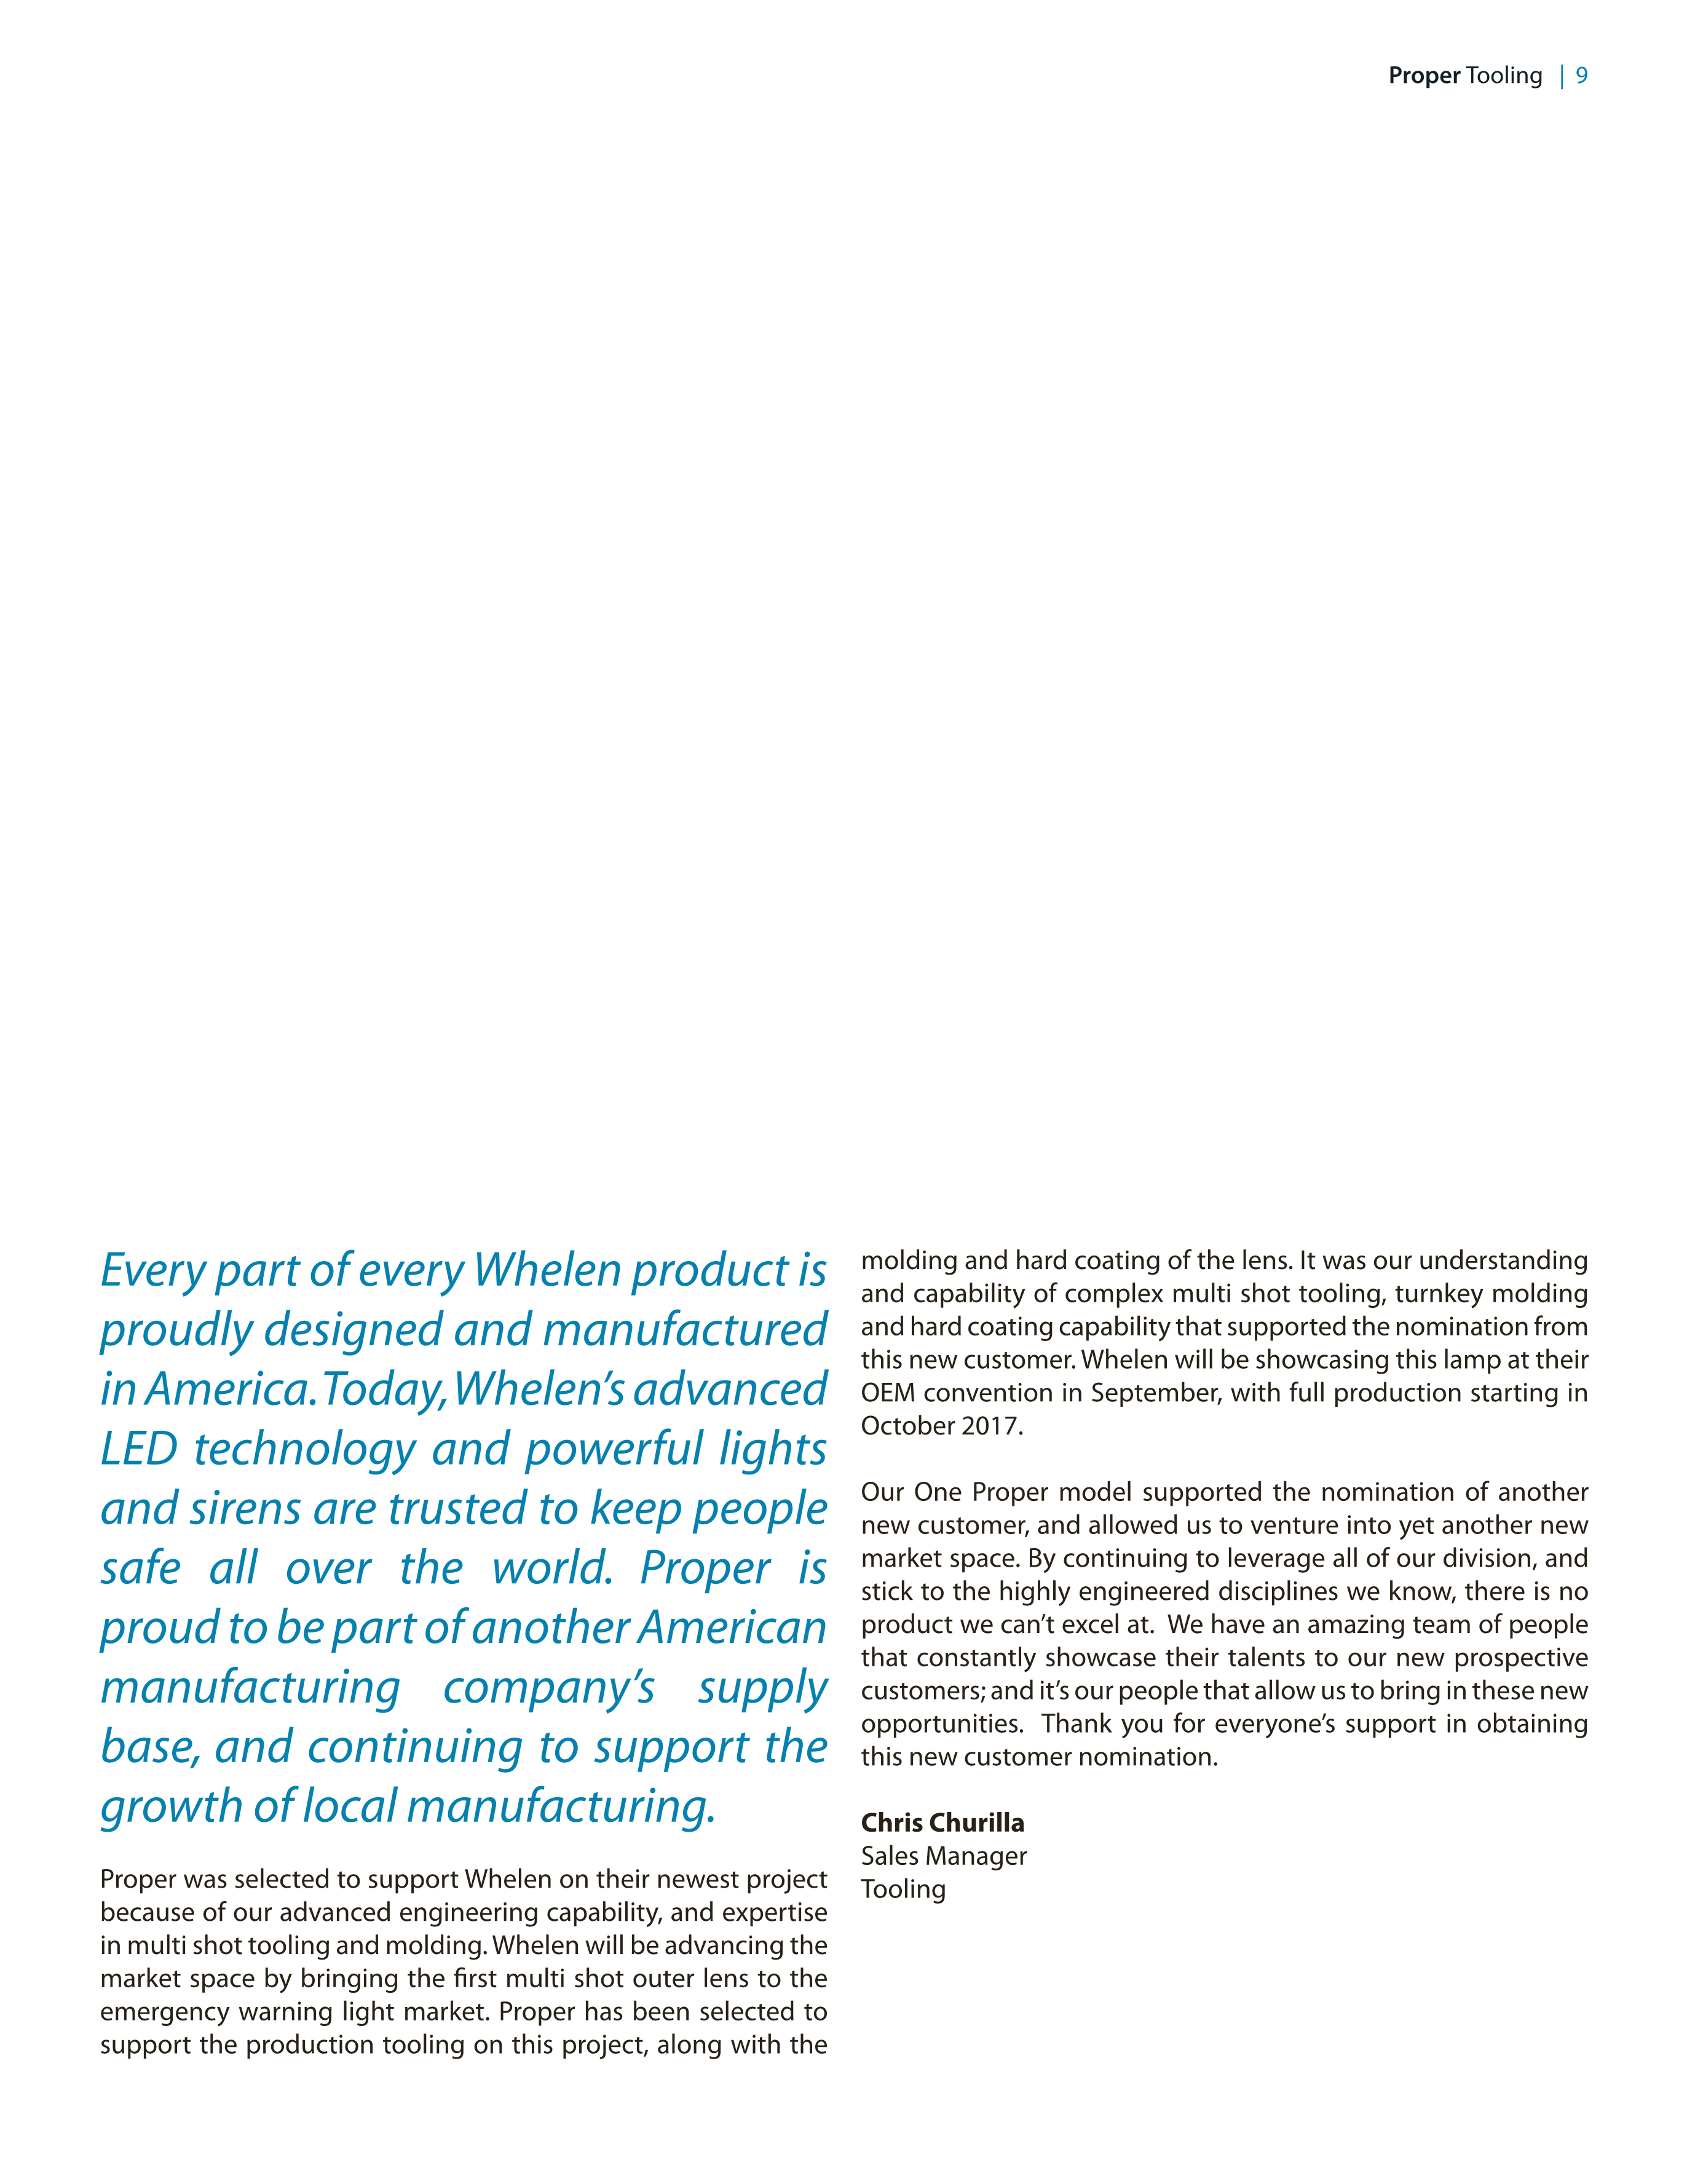 Proper Tooling | 9
Every part of every Whelen product is
proudly designed and manufactured
in America. Today, Whelen’s advanced
LED technology and powerful lights
and sirens are trusted to keep people
safe all over the world. Proper is
proud to be part of another American
manufacturing company’s supply
base, and continuing to support the
growth of local manufacturing.
Proper was selected to support Whelen on their newest project
because of our advanced engineering capability, and expertise
in multi shot tooling and molding. Whelen will be advancing the
market space by bringing the first multi shot outer lens to the
emergency warning light market. Proper has been selected to
support the production tooling on this project, along with the
molding and hard coating of the lens. It was our understanding
and capability of complex multi shot tooling, turnkey molding
and hard coating capability that supported the nomination from
this new customer. Whelen will be showcasing this lamp at their
OEM convention in September, with full production starting in
October 2017.
Our One Proper model supported the nomination of another
new customer, and allowed us to venture into yet another new
market space. By continuing to leverage all of our division, and
stick to the highly engineered disciplines we know, there is no
product we can’t excel at. We have an amazing team of people
that constantly showcase their talents to our new prospective
customers; and it’s our people that allow us to bring in these new
opportunities. Thank you for everyone’s support in obtaining
this new customer nomination.
Chris Churilla
Sales Manager
Tooling